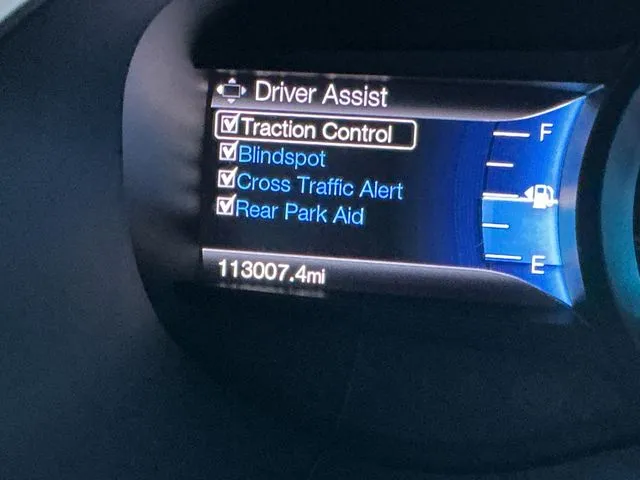 Driver Assist
Traction Control
Blindspot
Cross Traffic Alert
Rear Park Aid
113007.4mi
F
E